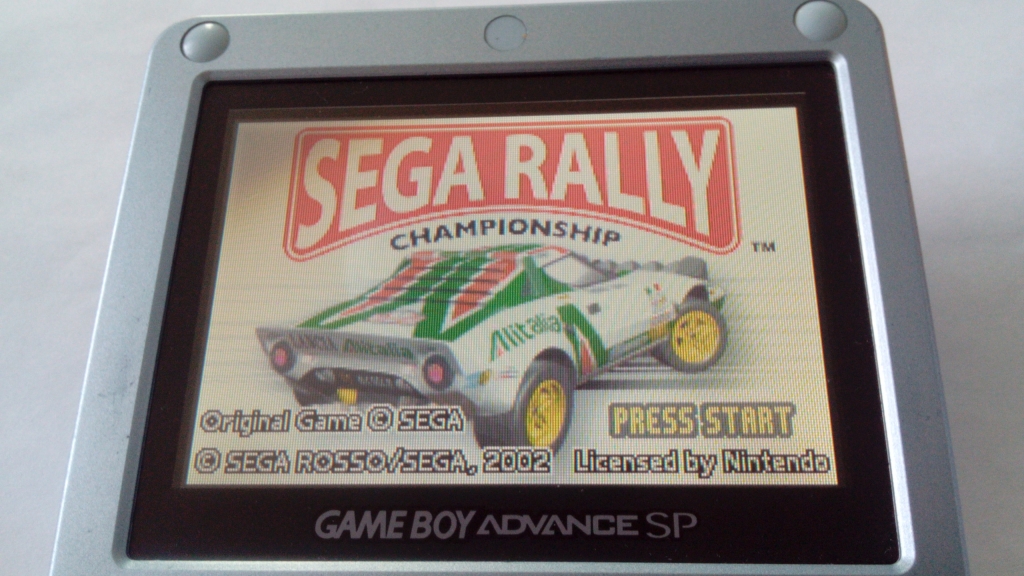 SEGA RALLY
CHAMPIONSHIP
TM
Alitalia
Alitalia
Original Game © SEGA
PRESS START
© SEGA ROSSO/SEGA, 2002
Licensed by Nintendo
GAME BOY ADVANCE SP